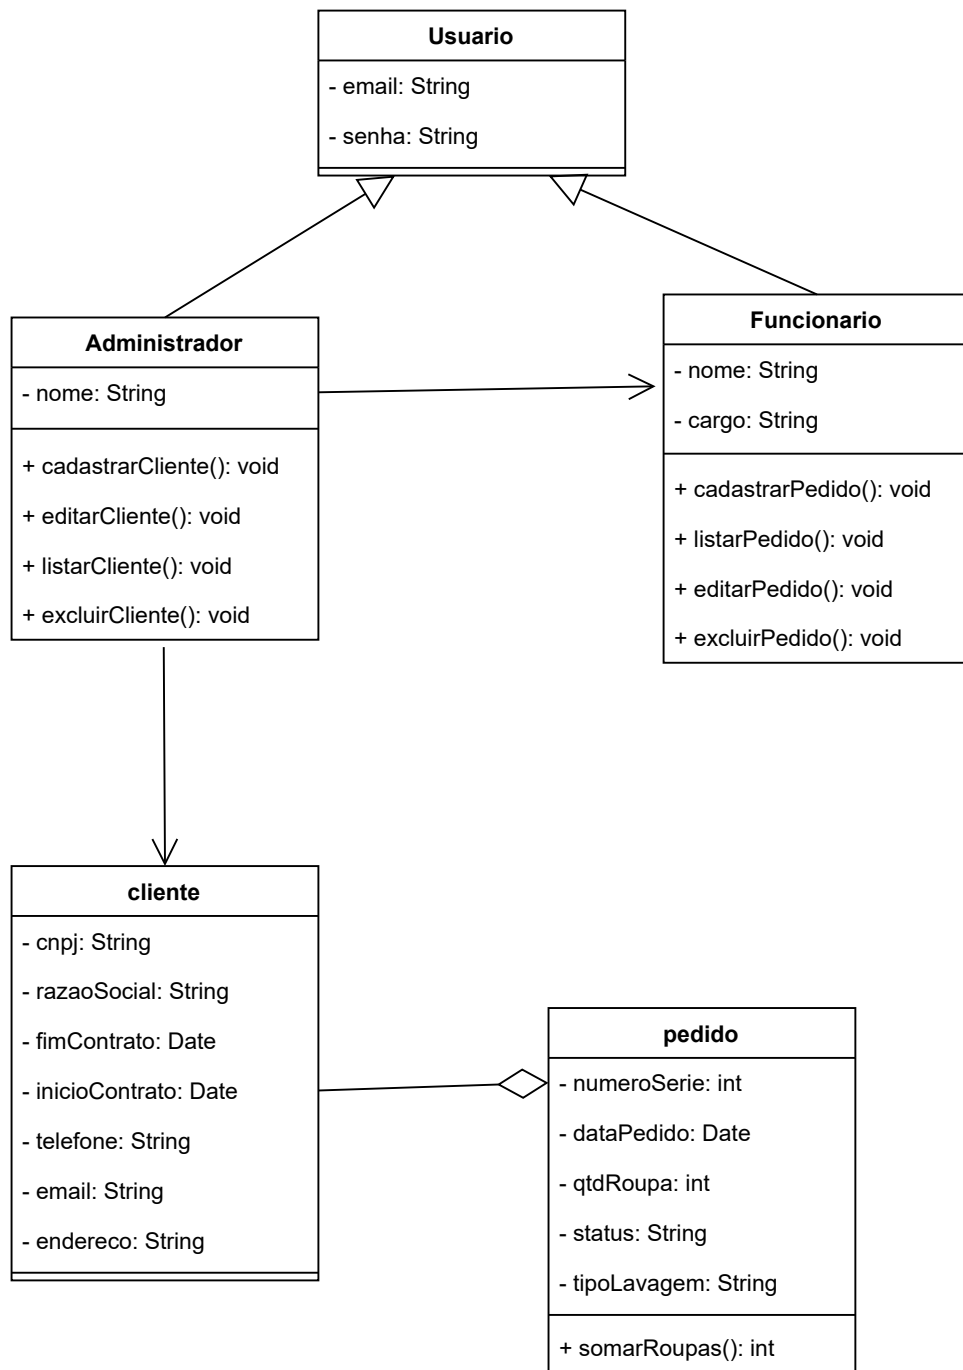 Usuario
- email: String
- senha: String
Administrador
- nome: String
+ cadastrarCliente(): void
+ editarCliente(): void
+ listarCliente(): void
+ excluirCliente(): void
Funcionario
- nome: String
- cargo: String
+ cadastrarPedido(): void
+ listarPedido(): void
+ editarPedido(): void
+ excluirPedido(): void
cliente
- cnpj: String
- razaoSocial: String
- fimContrato: Date
- inicioContrato: Date
- telefone: String
- email: String
- endereco: String
pedido
- numeroSerie: int
- dataPedido: Date
- qtdRoupa: int
- status: String
- tipoLavagem: String
+ somarRoupas(): int